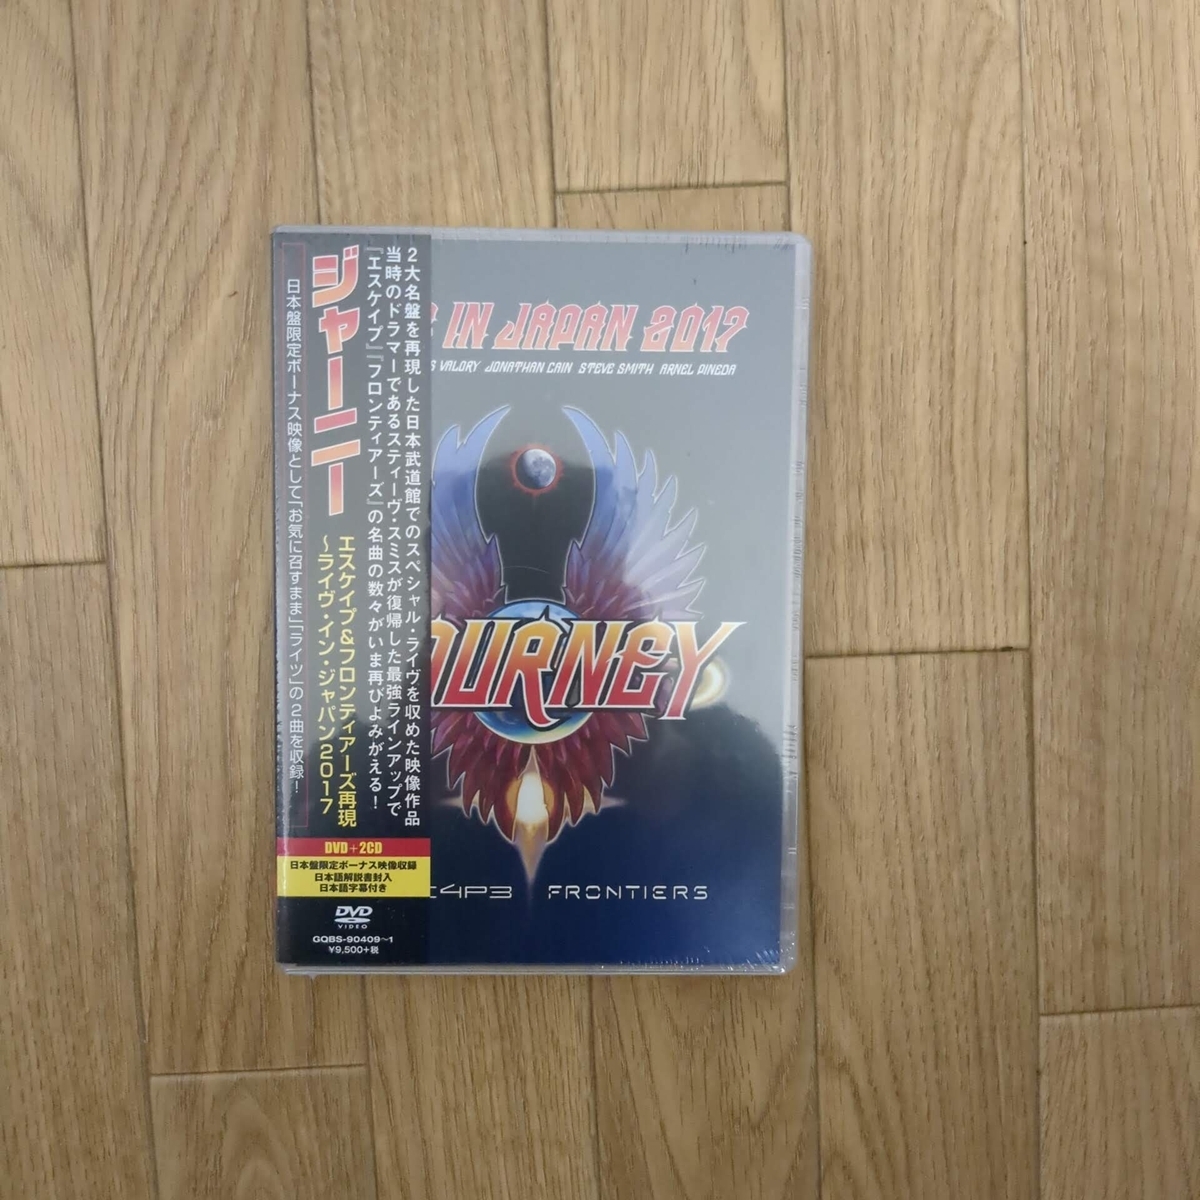 2大名盤を再現した日本武道館でのスペシャル・ライヴを収めた映像作品
当時のドラマーであるスティーヴ・スミスが復帰した最強ラインアップで
『エスケイプ』『フロンティアーズ』の名曲の数々がいま再びよみがえる!
ジャーニー
エスケイプ&フロンティアーズ再現
〜ライヴ・イン・ジャパン2017
日本盤限定ボーナス映像として「お気に召すまま」「ライツ」の2曲を収録!
DVD+2CD
日本盤限定ボーナス映像収録
日本語解説書封入
日本語字幕付き
DVD
VIDEO
GQBS-90409〜1
¥9,500+税
IN JAPAN 2017
S VALORY JONATHAN CAIN STEVE SMITH ARNEL PINEDA
OURNEY
C4P3 FRONTIERS